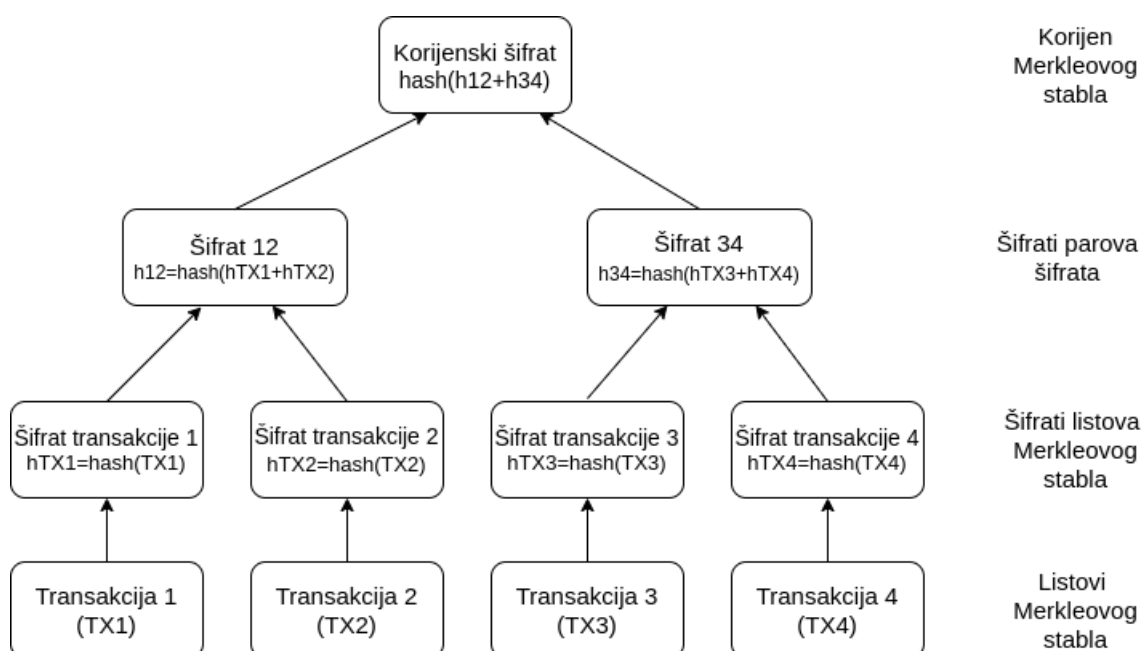 Korijenski šifrat
hash(h12+h34)
Korijen
Merkleovog
stabla
Šifrat 12
h12=hash(hTX1+hTX2)
Šifrat 34
h34=hash(hTX3+hTX4)
Šifrati parova
šifrata
Šifrat transakcije 1
hTX1=hash(TX1)
Šifrat transakcije 2
hTX2=hash(TX2)
Šifrat transakcije 3
hTX3=hash(TX3)
Šifrat transakcije 4
hTX4=hash(TX4)
Šifrati listova
Merkleovog
stabla
Transakcija 1
(TX1)
Transakcija 2
(TX2)
Transakcija 3
(TX3)
Transakcija 4
(TX4)
Listovi
Merkleovog
stabla